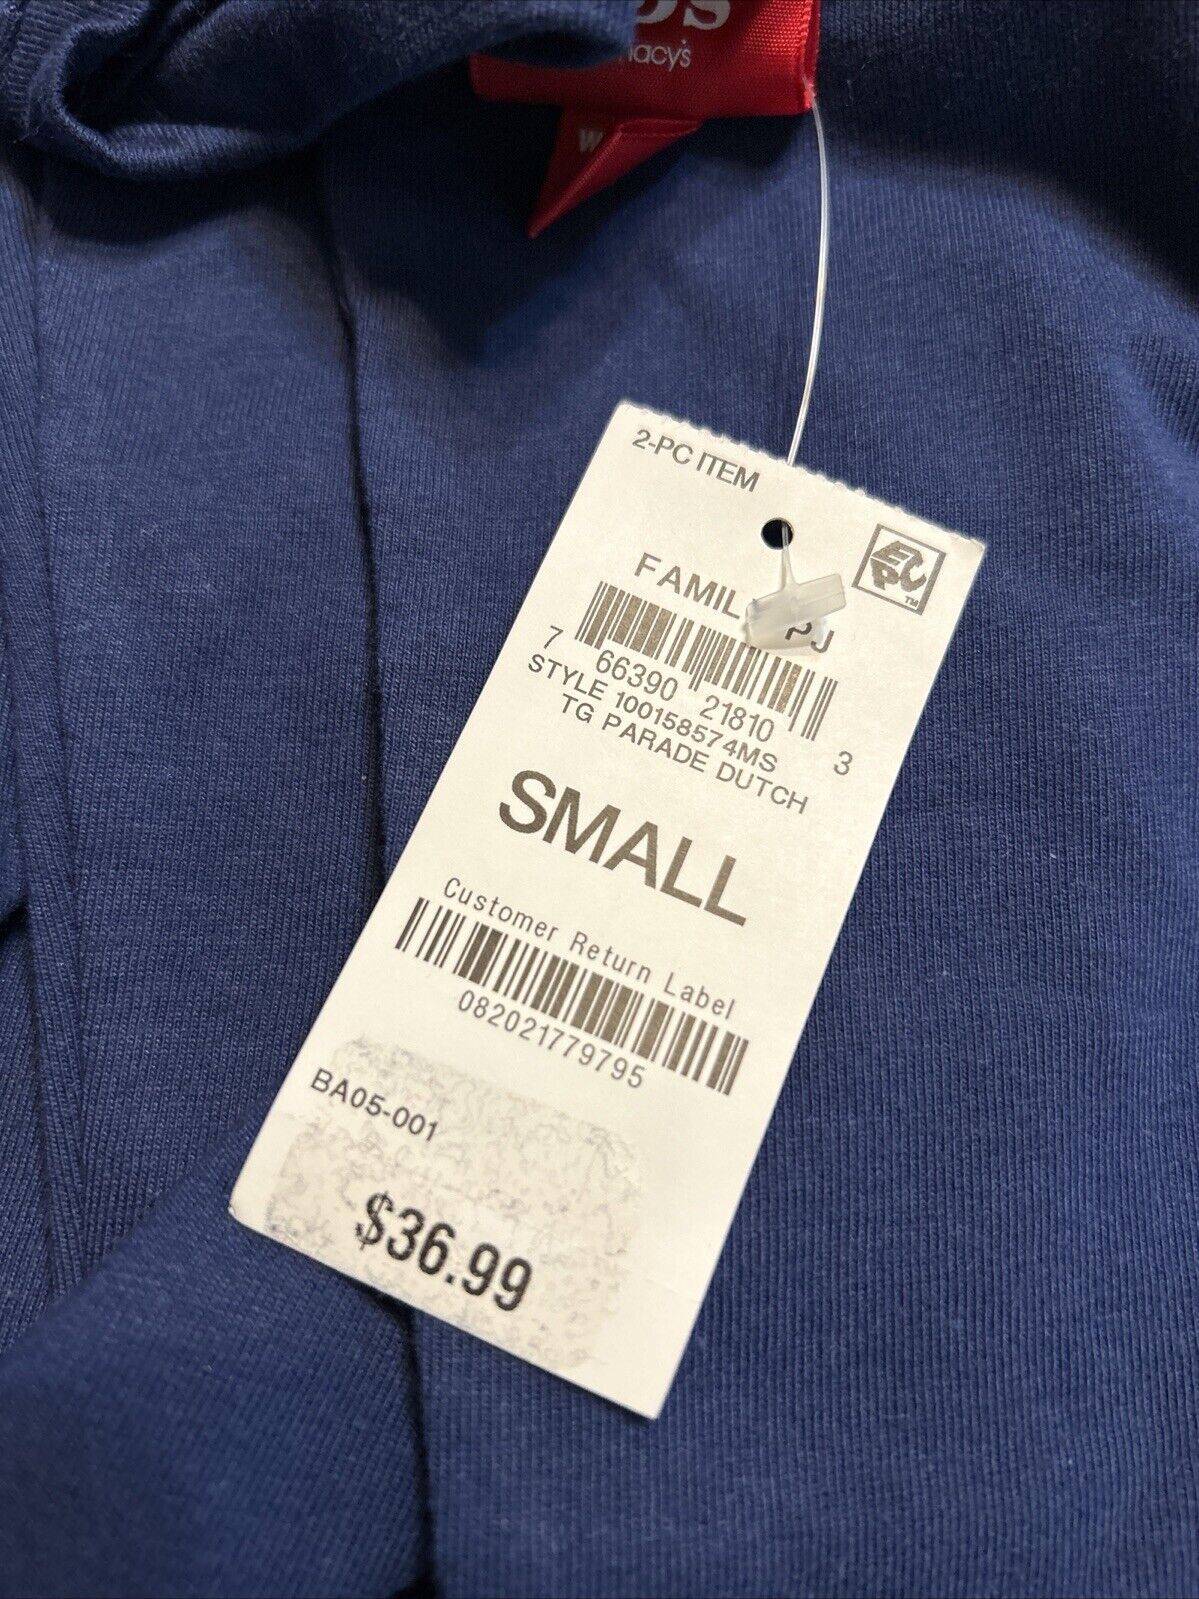 macy's
W
2-PC ITEM
FAMIL PJ
7 66390 21810 3
STYLE 100158574MS
TG PARADE DUTCH
SMALL
Customer Return Label
082021779795
BA05-001
$36.99